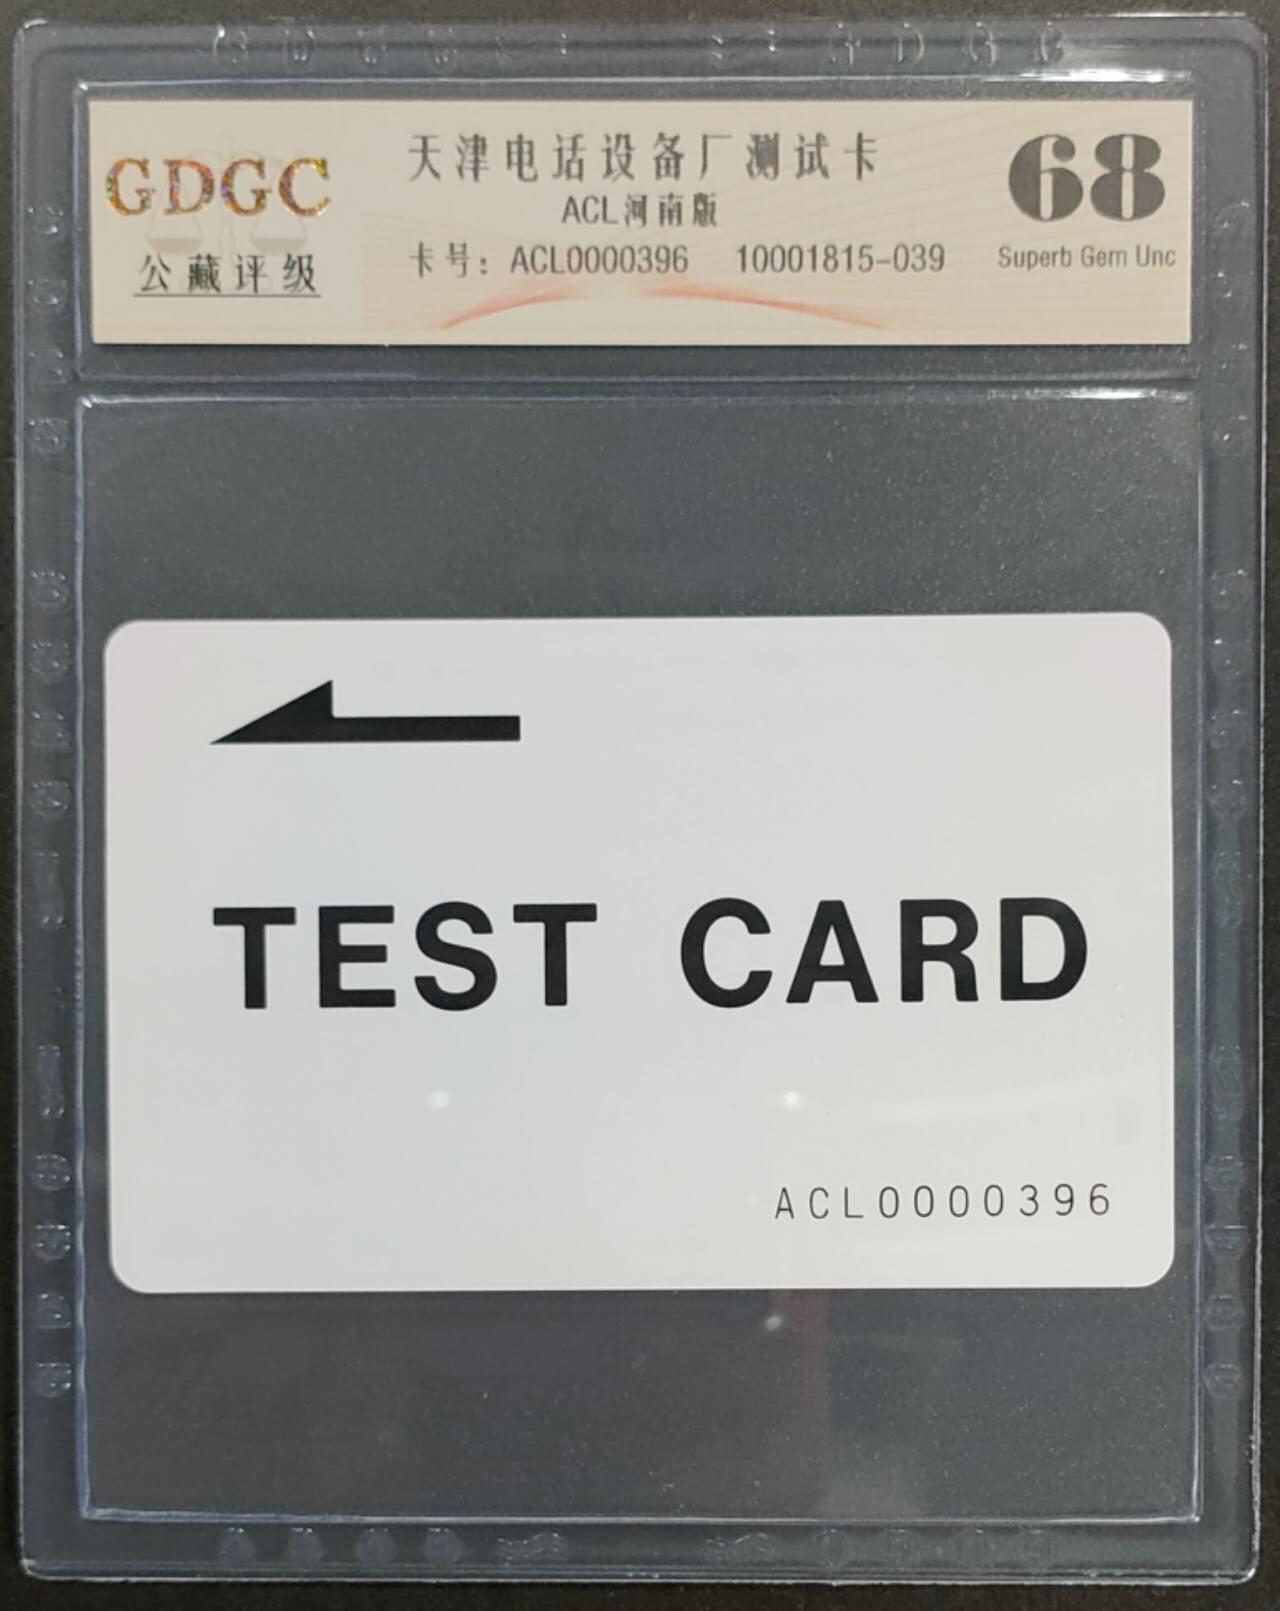 GDGC
公藏评级
天津电话设备厂测试卡
ACL河南版
卡号：ACL0000396 10001815-039
68
Superb Gem Unc
TEST CARD
ACL0000396